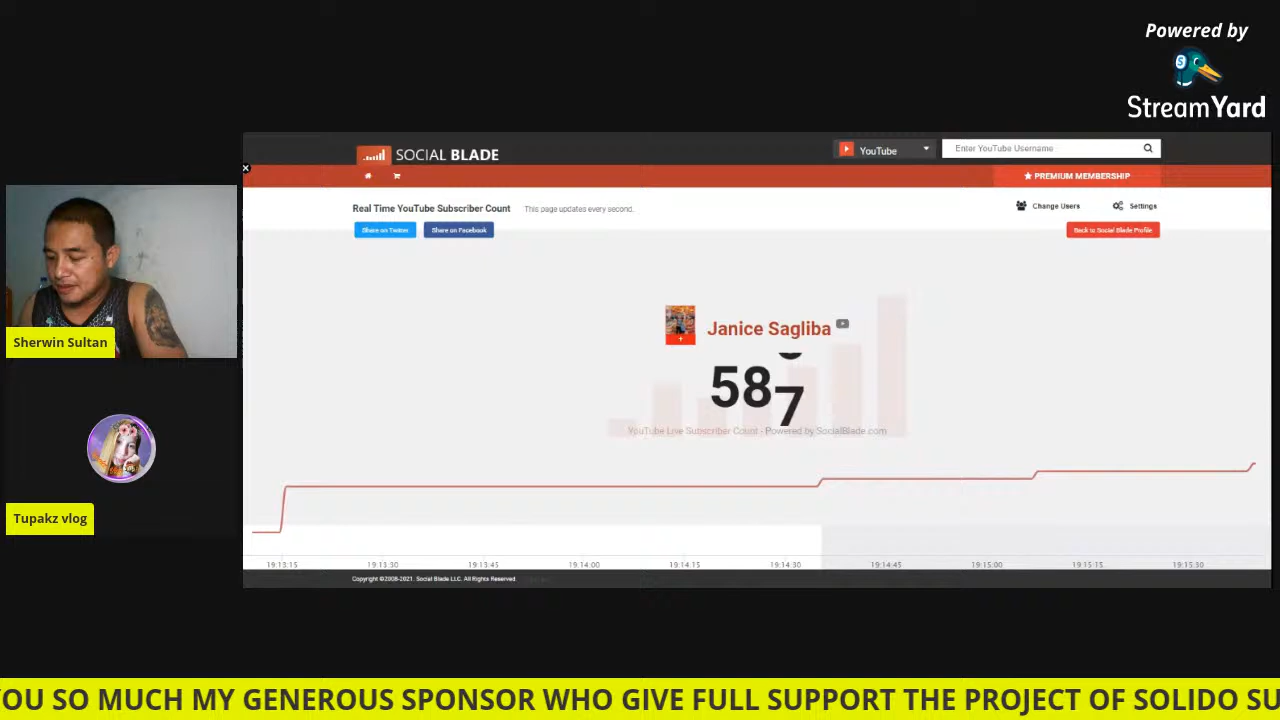 Powered by
StreamYard
SOCIAL BLADE
YouTube
Enter YouTube Username
PREMIUM MEMBERSHIP
Real Time YouTube Subscriber Count
This page updates every second.
Change Users
Settings
Share on Twitter
Share on Facebook
Back to Social Blade Profile
Janice Sagliba
587
YouTube Live Subscriber Count - Powered by SocialBlade.com
Sherwin Sultan
Tupakz vlog
19:13:15
19:13:30
19:13:45
19:14:00
19:14:15
19:14:30
19:14:45
19:15:00
19:15:15
19:15:30
Copyright ©2008-2021. Social Blade LLC. All Rights Reserved.
YOU SO MUCH MY GENEROUS SPONSOR WHO GIVE FULL SUPPORT THE PROJECT OF SOLIDO SU